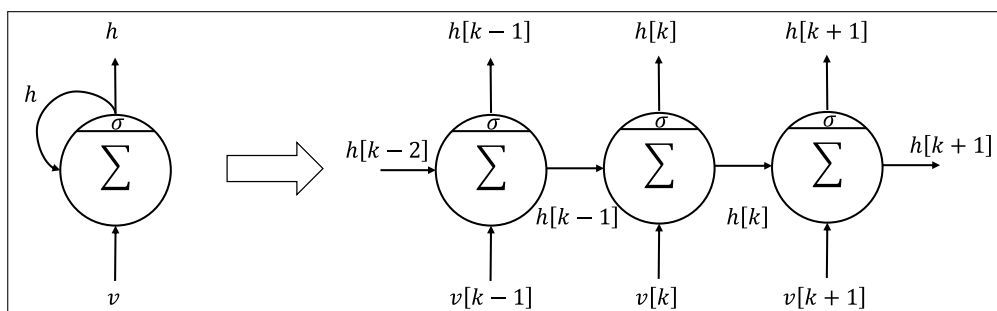 h h[k − 1] h[k] h[k + 1]
h
σ σ σ σ
∑ h[k − 2] ∑ ∑ ∑ h[k + 1]
h[k − 1] h[k]
v v[k − 1] v[k] v[k + 1]